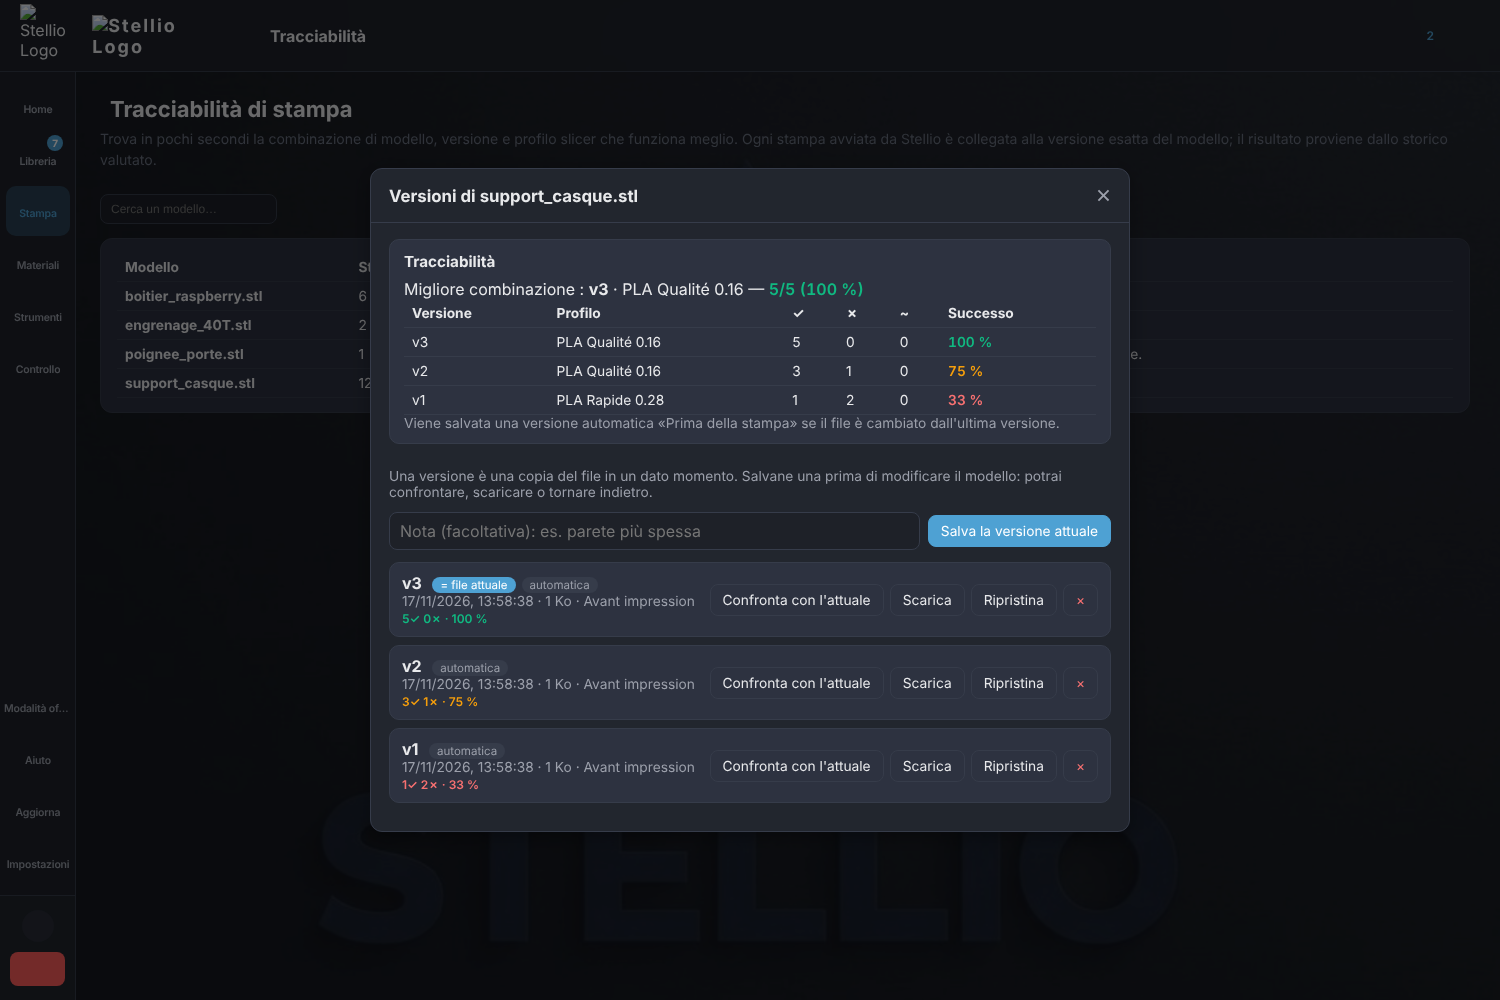 Stellio Logo
Stellio Logo
Tracciabilità
2
Home
7
Libreria
Stampa
Materiali
Strumenti
Controllo
Modalità of...
Aiuto
Aggiorna
Impostazioni
Tracciabilità di stampa
Trova in pochi secondi la combinazione di modello, versione e profilo slicer che funziona meglio. Ogni stampa avviata da Stellio è collegata alla versione esatta del modello; il risultato proviene dallo storico
valutato.
Cerca un modello...
Modello St
boitier_raspberry.stl 6
engrenage_40T.stl 2
poignee_porte.stl 1 e.
support_casque.stl 12
Versioni di support_casque.stl ×
Tracciabilità
Migliore combinazione : v3 · PLA Qualité 0.16 — 5/5 (100 %)
Versione Profilo ✓ × ~ Successo
v3 PLA Qualité 0.16 5 0 0 100 %
v2 PLA Qualité 0.16 3 1 0 75 %
v1 PLA Rapide 0.28 1 2 0 33 %
Viene salvata una versione automatica «Prima della stampa» se il file è cambiato dall'ultima versione.
Una versione è una copia del file in un dato momento. Salvane una prima di modificare il modello: potrai
confrontare, scaricare o tornare indietro.
Nota (facoltativa): es. parete più spessa Salva la versione attuale
v3 = file attuale automatica
17/11/2026, 13:58:38 · 1 Ko · Avant impression Confronta con l'attuale Scarica Ripristina ×
5✓ 0× · 100 %
v2 automatica
17/11/2026, 13:58:38 · 1 Ko · Avant impression Confronta con l'attuale Scarica Ripristina ×
3✓ 1× · 75 %
v1 automatica
17/11/2026, 13:58:38 · 1 Ko · Avant impression Confronta con l'attuale Scarica Ripristina ×
1✓ 2× · 33 %
STELLIO